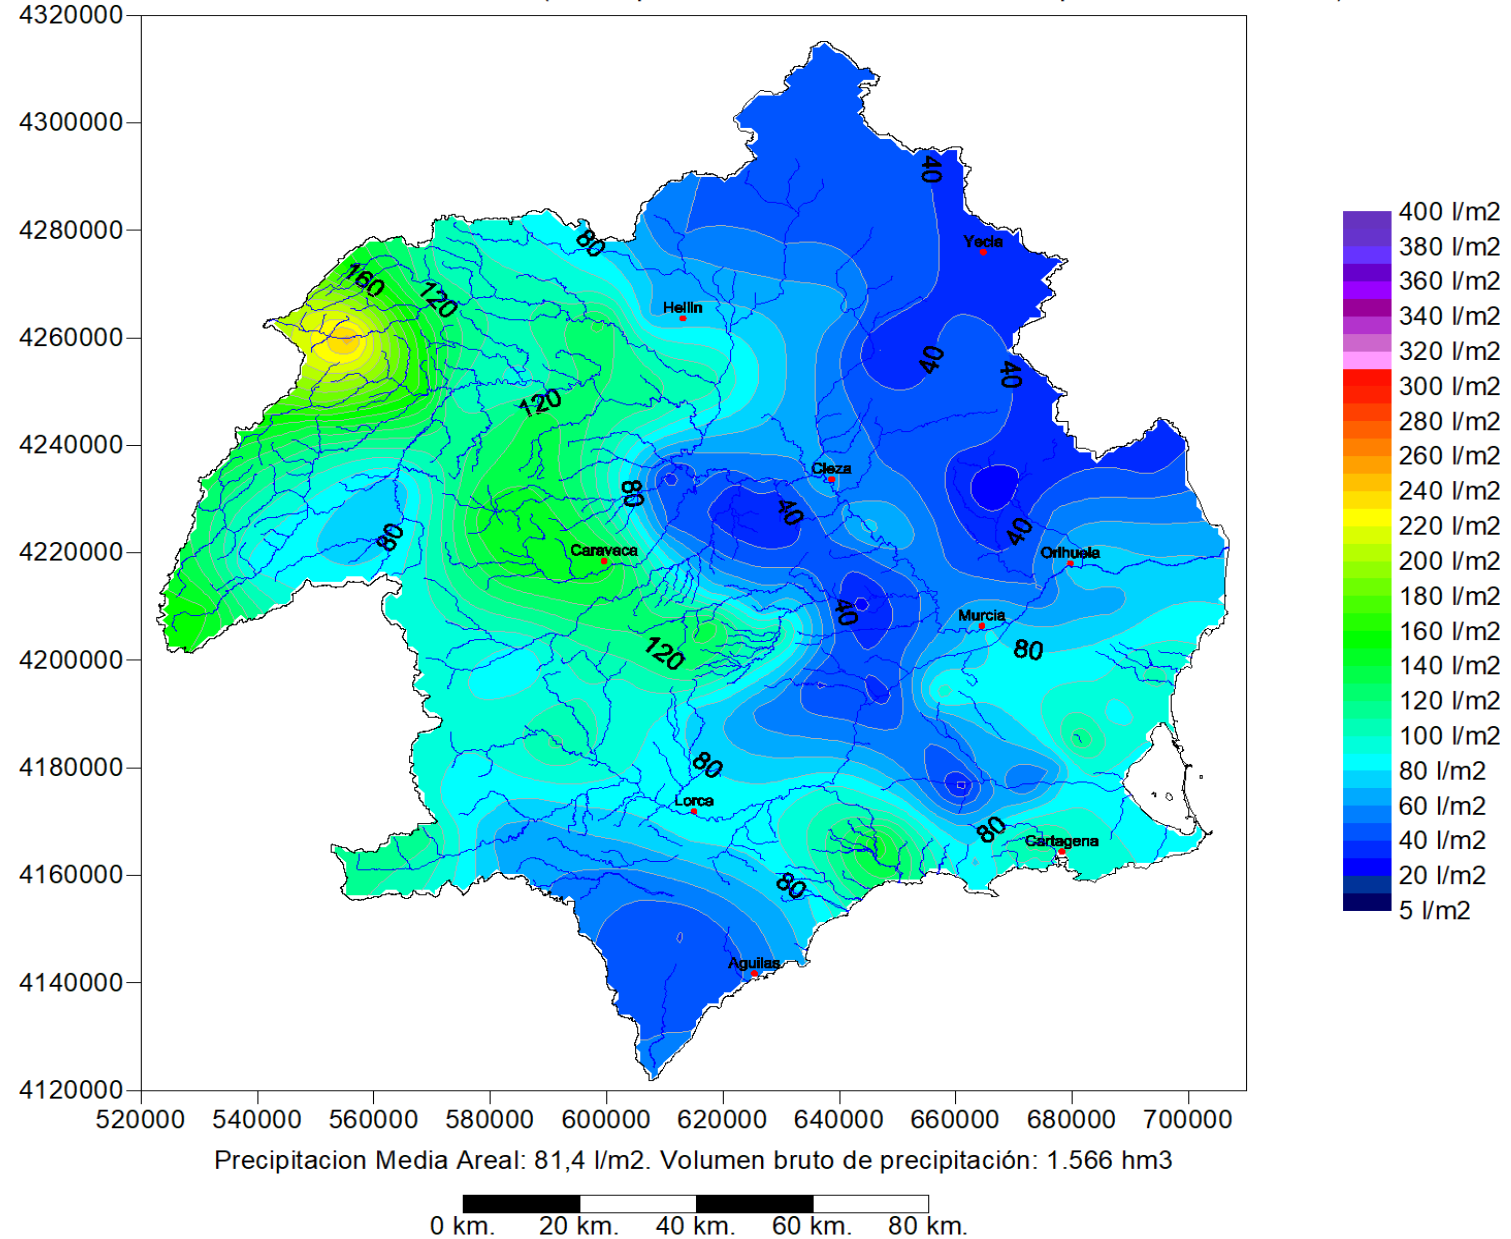 4320000
4300000
4280000
4260000
4240000
4220000
4200000
4180000
4160000
4140000
4120000
520000
540000
560000
580000
600000
620000
640000
660000
680000
700000
40
Yecla
80
160
120
Hellin
40
40
120
Cieza
80
40
40
80
Caravaca
Orihuela
40
Murcia
120
80
80
Lorca
80
Cartagena
80
Aguilas
400 l/m2
380 l/m2
360 l/m2
340 l/m2
320 l/m2
300 l/m2
280 l/m2
260 l/m2
240 l/m2
220 l/m2
200 l/m2
180 l/m2
160 l/m2
140 l/m2
120 l/m2
100 l/m2
80 l/m2
60 l/m2
40 l/m2
20 l/m2
5 l/m2
Precipitacion Media Areal: 81,4 l/m2. Volumen bruto de precipitación: 1.566 hm3
0 km. 20 km. 40 km. 60 km. 80 km.